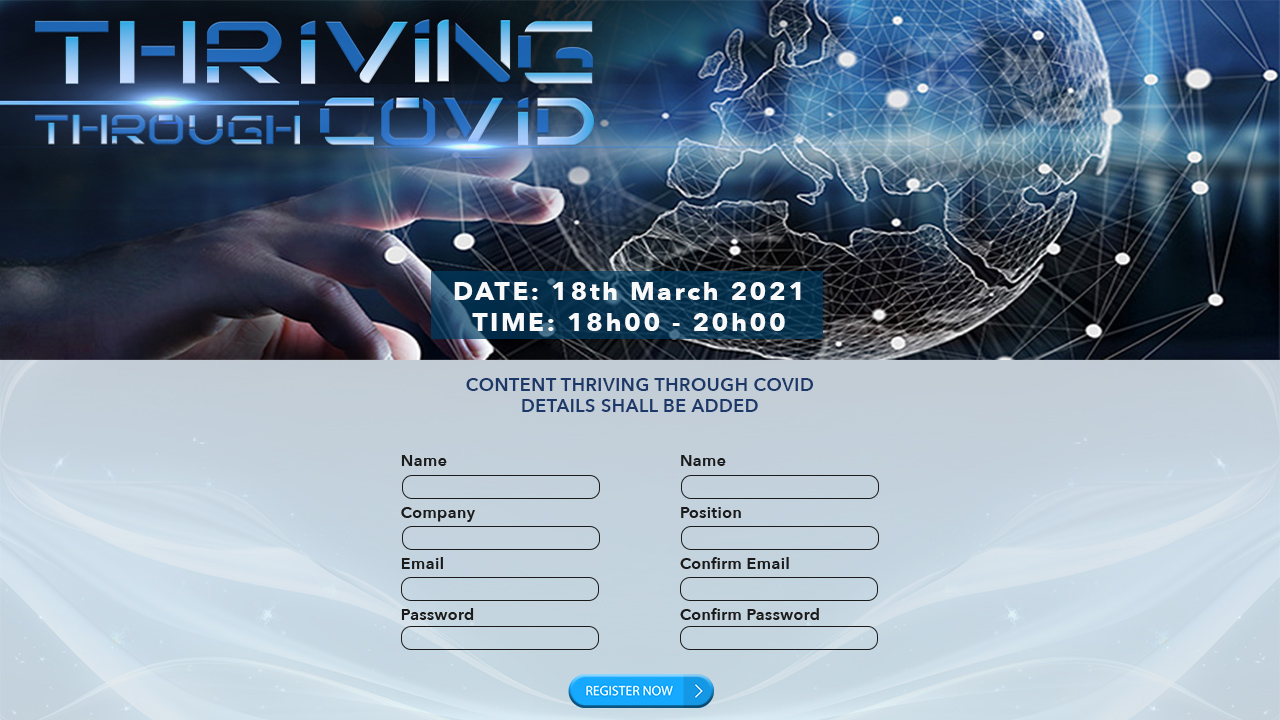 THRiViNG
THROUGH COViD
DATE: 18th March 2021
TIME: 18h00 - 20h00
CONTENT THRIVING THROUGH COVID
DETAILS SHALL BE ADDED
Name Name
Company Position
Email Confirm Email
Password Confirm Password
REGISTER NOW